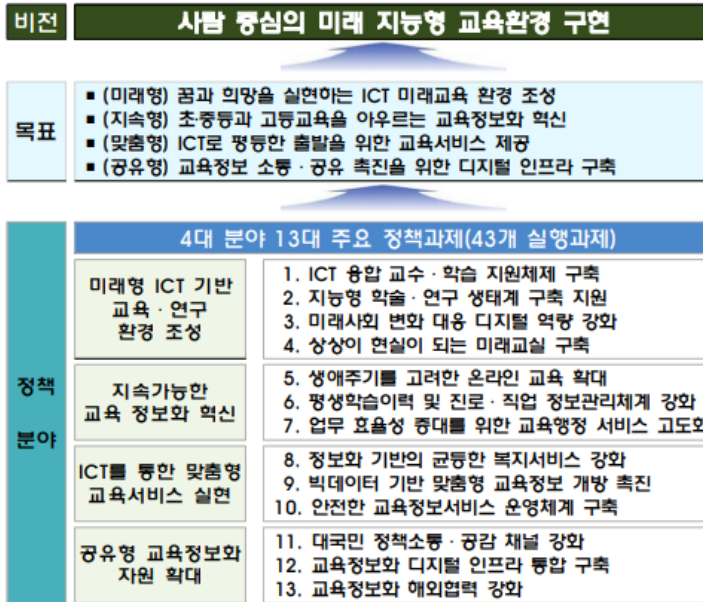 비전
사람 중심의 미래 지능형 교육환경 구현
목표
▪ (미래형) 꿈과 희망을 실현하는 ICT 미래교육 환경 조성
▪ (지속형) 초·중등과 고등교육을 아우르는 교육정보화 혁신
▪ (맞춤형) ICT로 평등한 출발을 위한 교육서비스 제공
▪ (공유형) 교육정보 소통 · 공유 촉진을 위한 디지털 인프라 구축
정책
분야
4대 분야 13대 주요 정책과제(43개 실행과제)
미래형 ICT 기반
교육 · 연구
환경 조성
1. ICT 융합 교수 · 학습 지원체제 구축
2. 지능형 학술 · 연구 생태계 구축 지원
3. 미래사회 변화 대응 디지털 역량 강화
4. 상상이 현실이 되는 미래교실 구축
지속가능한
교육 정보화 혁신
5. 생애주기를 고려한 온라인 교육 확대
6. 평생학습이력 및 진로 · 직업 정보관리체계 강화
7. 업무 효율성 증대를 위한 교육행정 서비스 고도화
ICT를 통한 맞춤형
교육서비스 실현
8. 정보화 기반의 균등한 복지서비스 강화
9. 빅데이터 기반 맞춤형 교육정보 개방 촉진
10. 안전한 교육정보서비스 운영체계 구축
공유형 교육정보화
자원 확대
11. 대국민 정책소통 · 공감 채널 강화
12. 교육정보화 디지털 인프라 통합 구축
13. 교육정보화 해외협력 강화